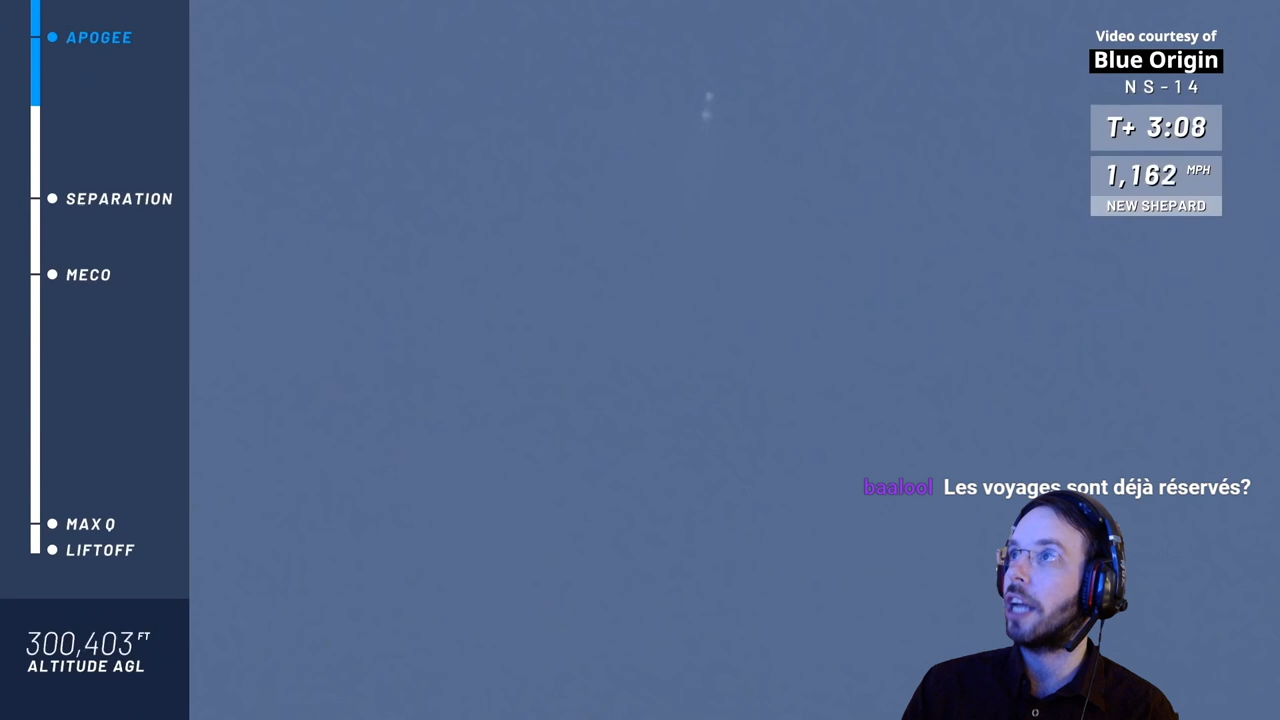 APOGEE
SEPARATION
MECO
MAX Q
LIFTOFF
300,403 FT
ALTITUDE AGL
Video courtesy of
Blue Origin
NS-14
T+ 3:08
1,162 MPH
NEW SHEPARD
baalool Les voyages sont déjà réservés?